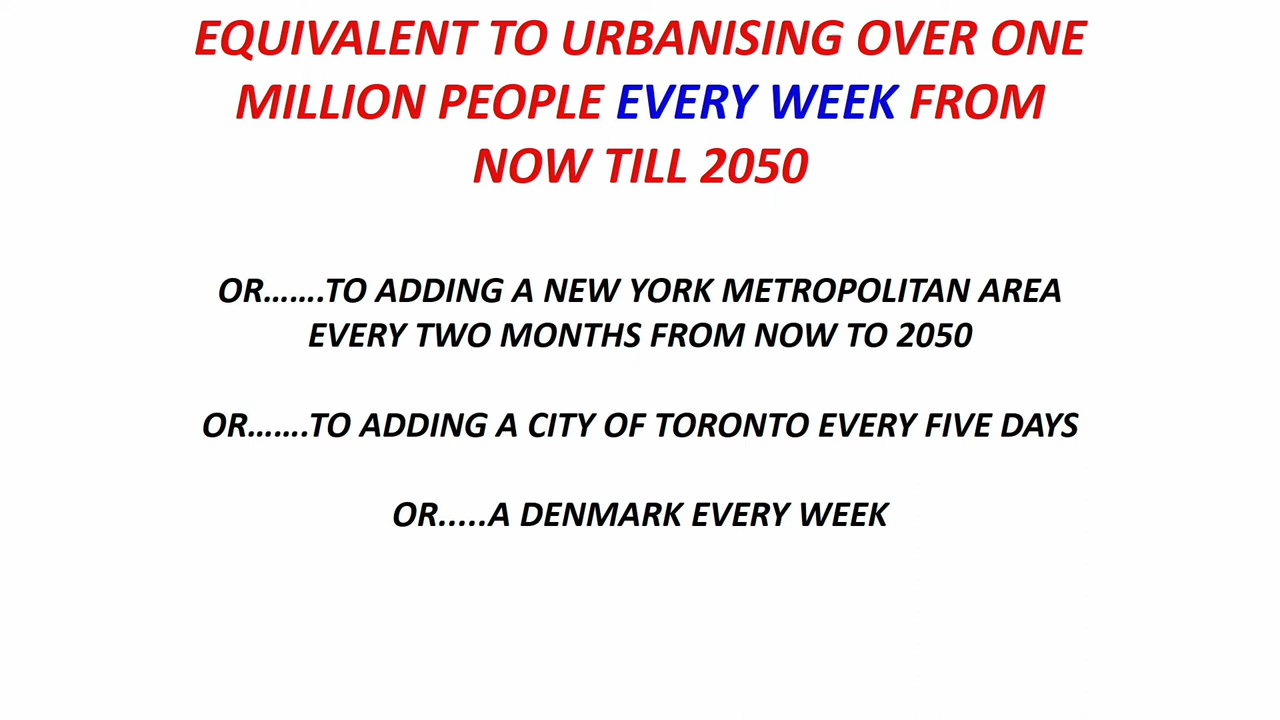 EQUIVALENT TO URBANISING OVER ONE
MILLION PEOPLE EVERY WEEK FROM
NOW TILL 2050
OR.......TO ADDING A NEW YORK METROPOLITAN AREA
EVERY TWO MONTHS FROM NOW TO 2050
OR.......TO ADDING A CITY OF TORONTO EVERY FIVE DAYS
OR.....A DENMARK EVERY WEEK